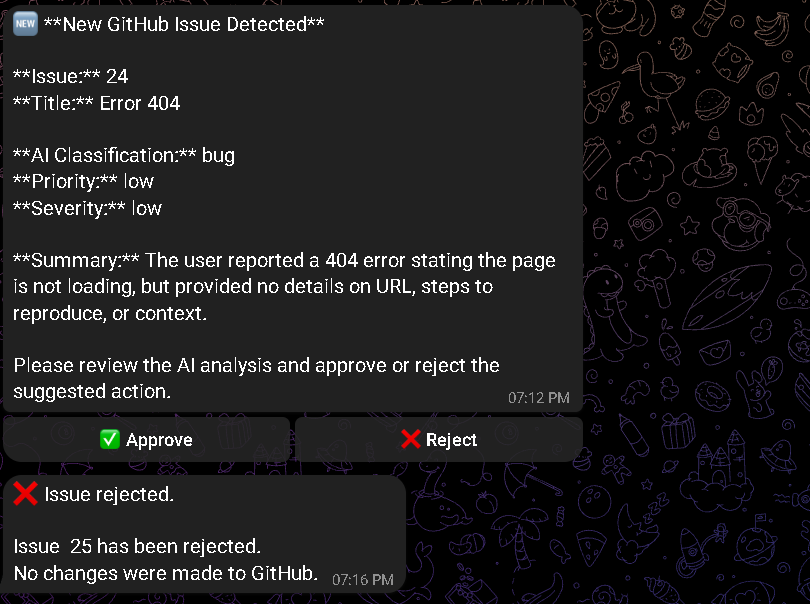 🆕 **New GitHub Issue Detected**
**Issue:** 24
**Title:** Error 404
**AI Classification:** bug
**Priority:** low
**Severity:** low
**Summary:** The user reported a 404 error stating the page
is not loading, but provided no details on URL, steps to
reproduce, or context.
Please review the AI analysis and approve or reject the
suggested action.
07:12 PM
✅ Approve
❌ Reject
❌ Issue rejected.
Issue  25 has been rejected.
No changes were made to GitHub.
07:16 PM